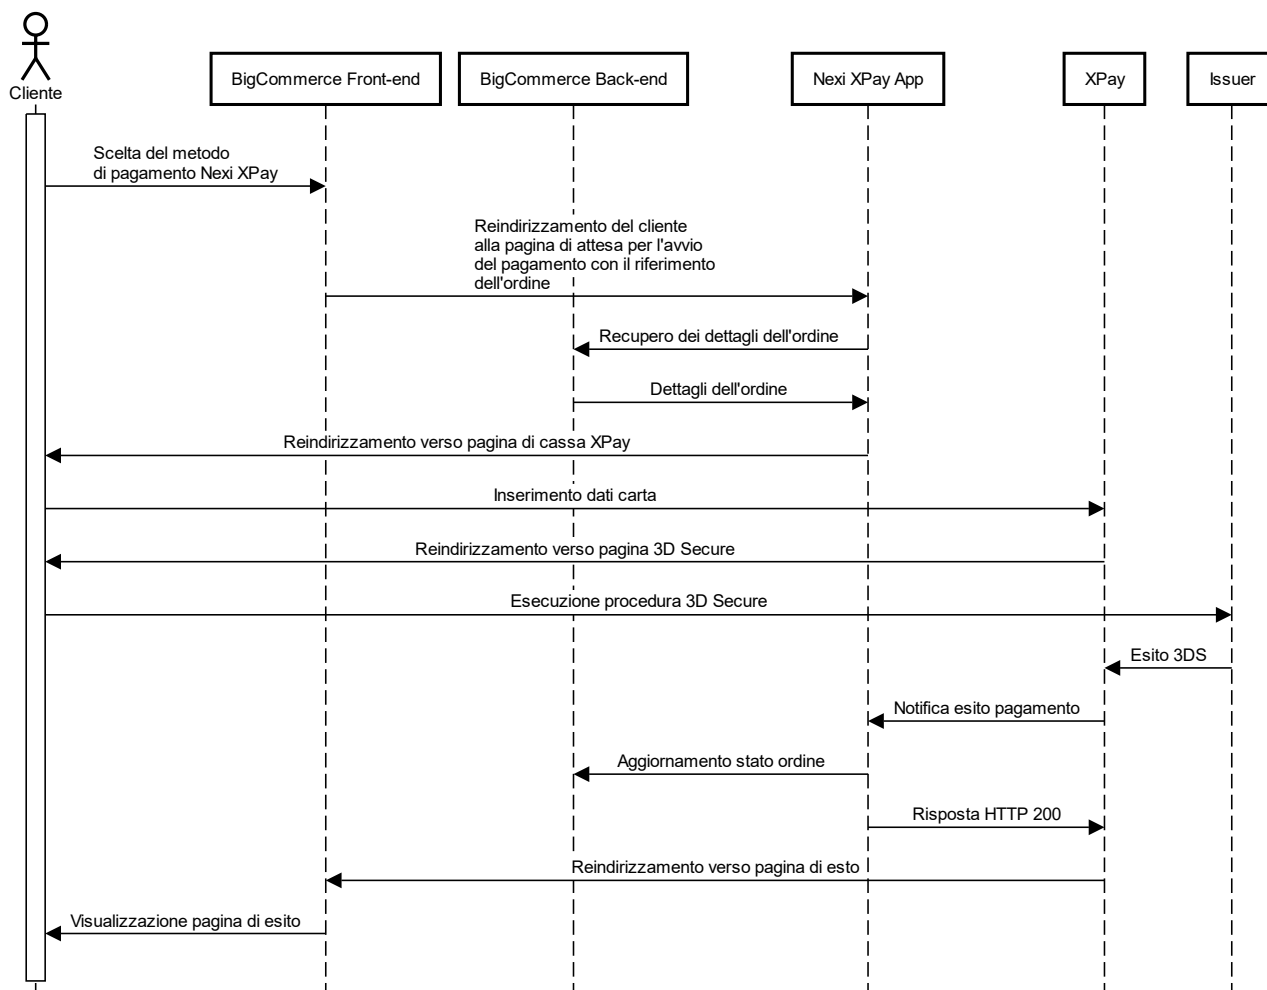 Cliente
BigCommerce Front-end
BigCommerce Back-end
Nexi XPay App
XPay
Issuer
Scelta del metodo
di pagamento Nexi XPay
Reindirizzamento del cliente
alla pagina di attesa per l'avvio
del pagamento con il riferimento
dell'ordine
Recupero dei dettagli dell'ordine
Dettagli dell'ordine
Reindirizzamento verso pagina di cassa XPay
Inserimento dati carta
Reindirizzamento verso pagina 3D Secure
Esecuzione procedura 3D Secure
Esito 3DS
Notifica esito pagamento
Aggiornamento stato ordine
Risposta HTTP 200
Reindirizzamento verso pagina di esto
Visualizzazione pagina di esito